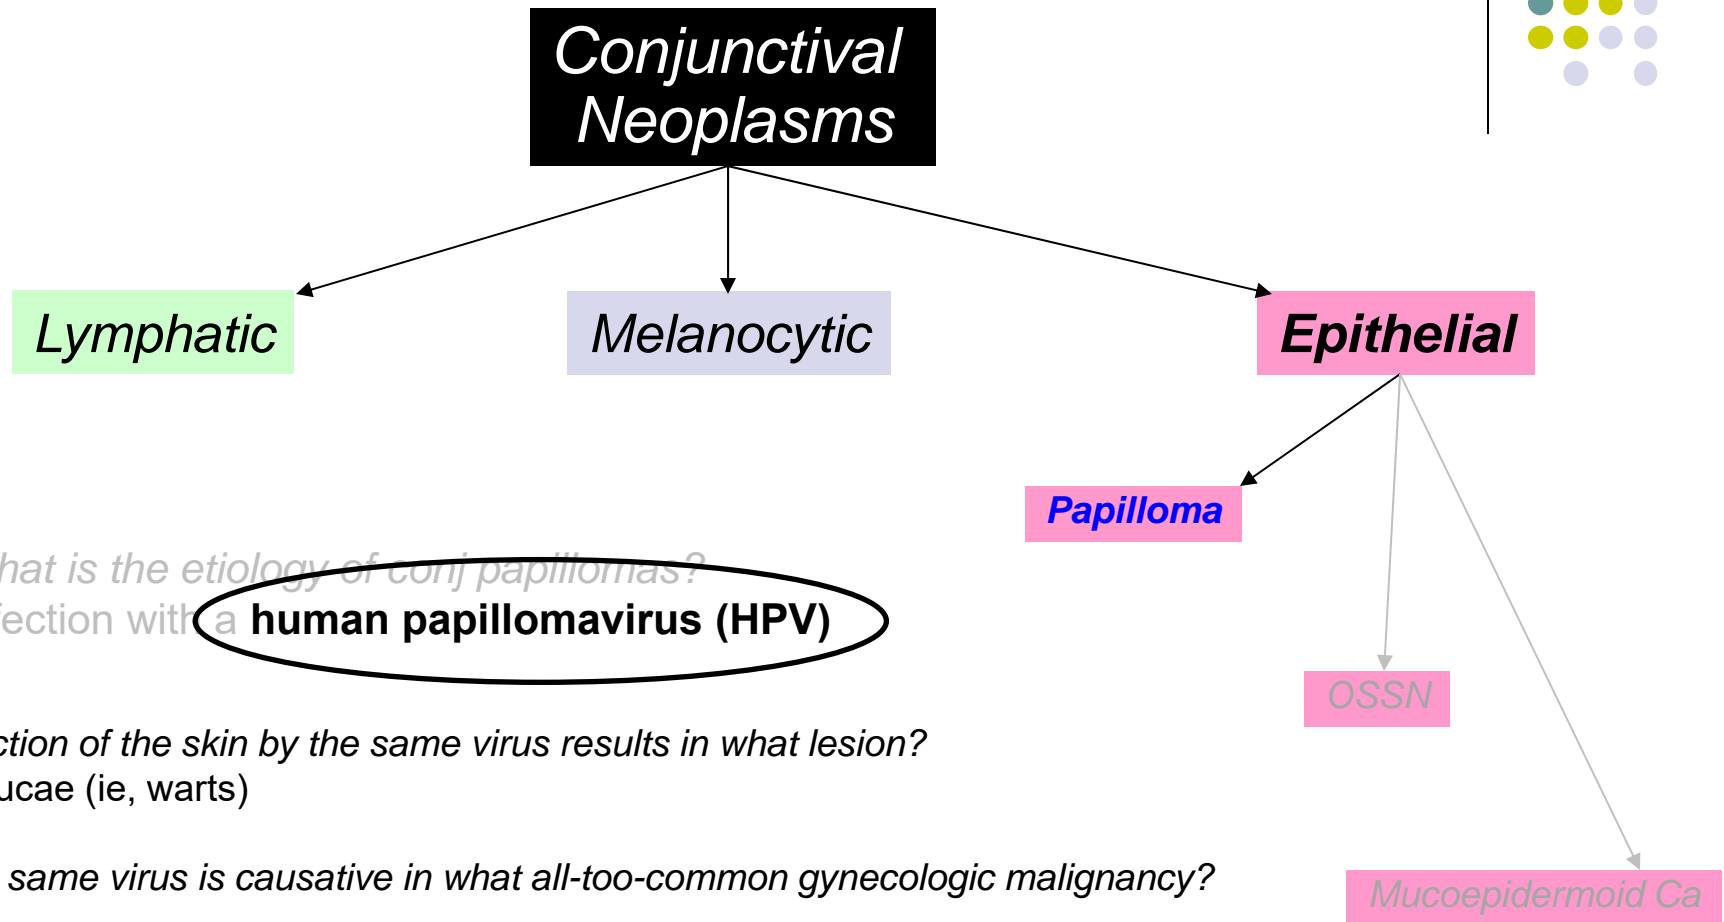 Conjunctival
Neoplasms
Lymphatic
Melanocytic
Epithelial
Papilloma
hat is the etiology of conj papillomas?
fection with a human papillomavirus (HPV)
OSSN
ction of the skin by the same virus results in what lesion?
ucae (ie, warts)
same virus is causative in what all-too-common gynecologic malignancy?
Mucoepidermoid Ca